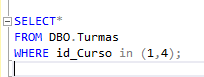 SELECT*
FROM DBO.Turmas
WHERE id_Curso in (1,4);